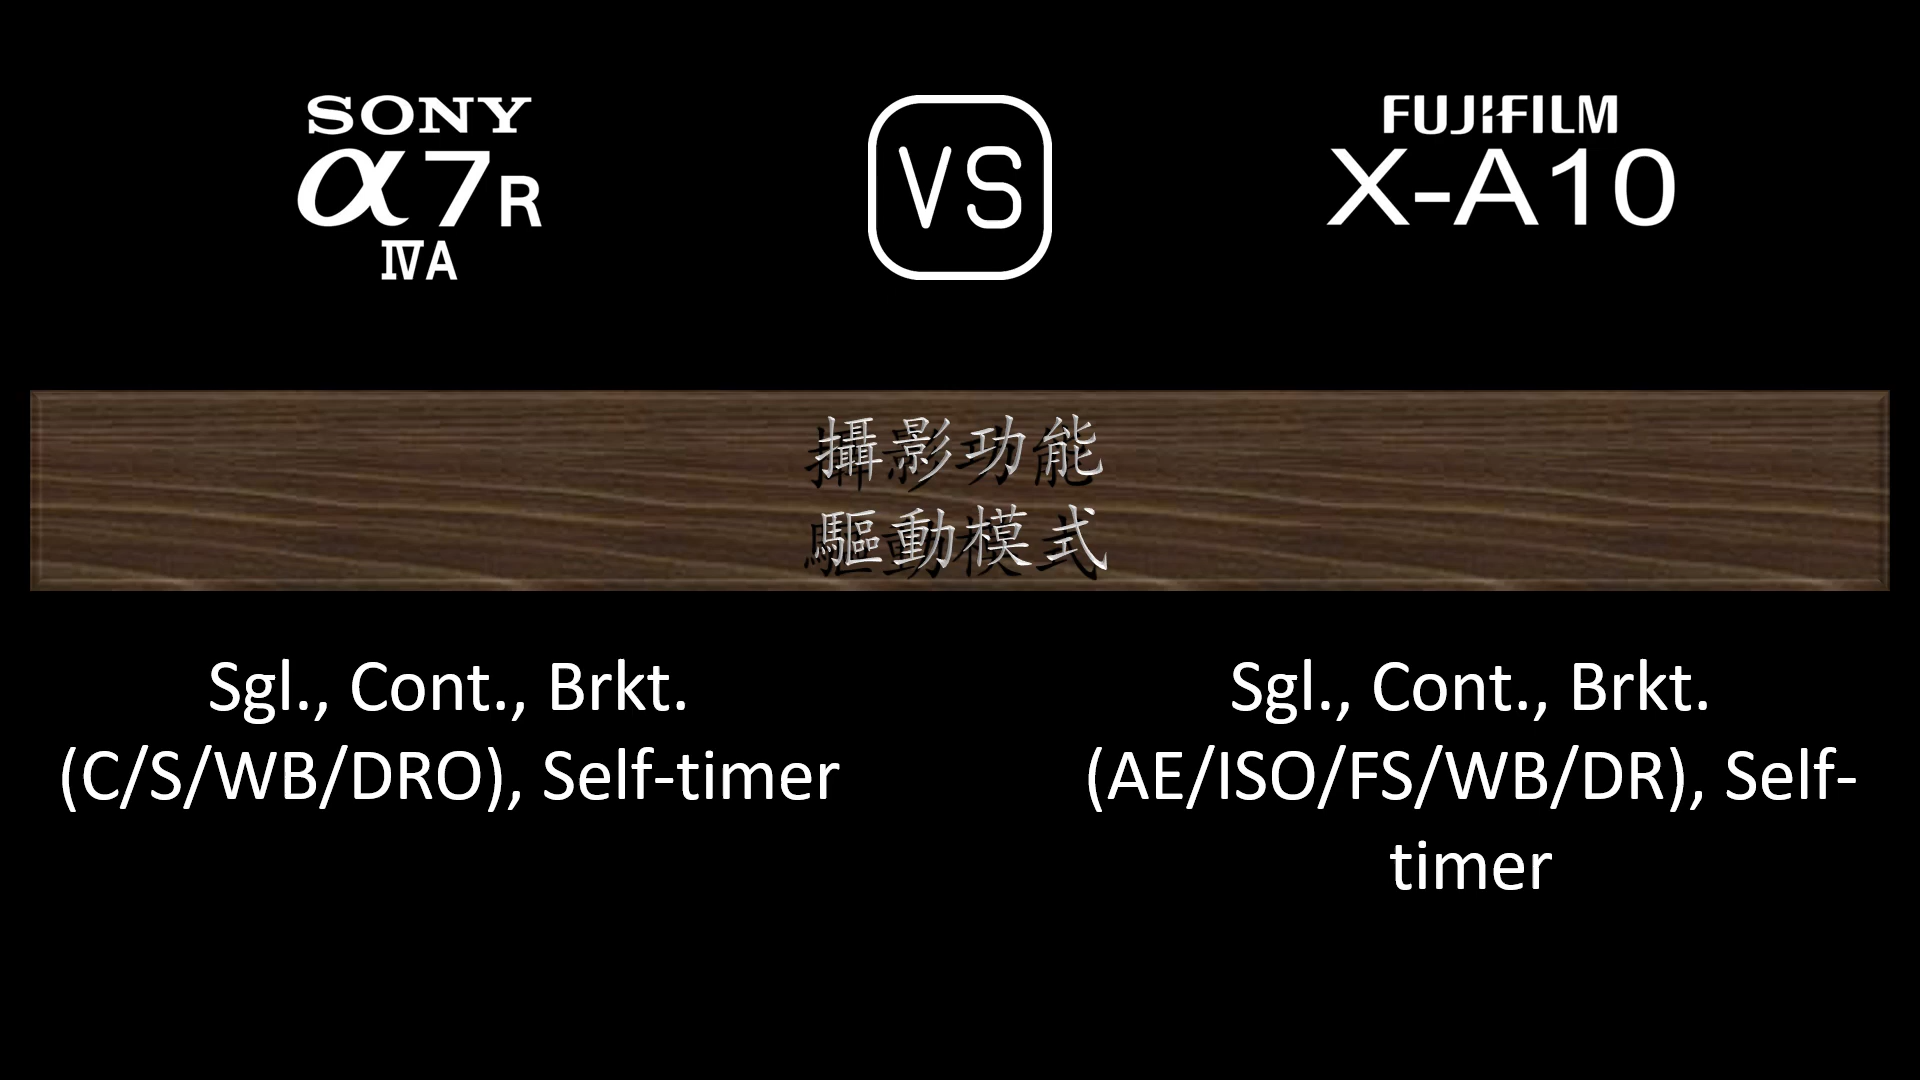 SONY
α7R
IVA
VS
FUJIFILM
X-A10
攝影功能
驅動模式
Sgl., Cont., Brkt.
(C/S/WB/DRO), Self-timer
Sgl., Cont., Brkt.
(AE/ISO/FS/WB/DR), Self-
timer